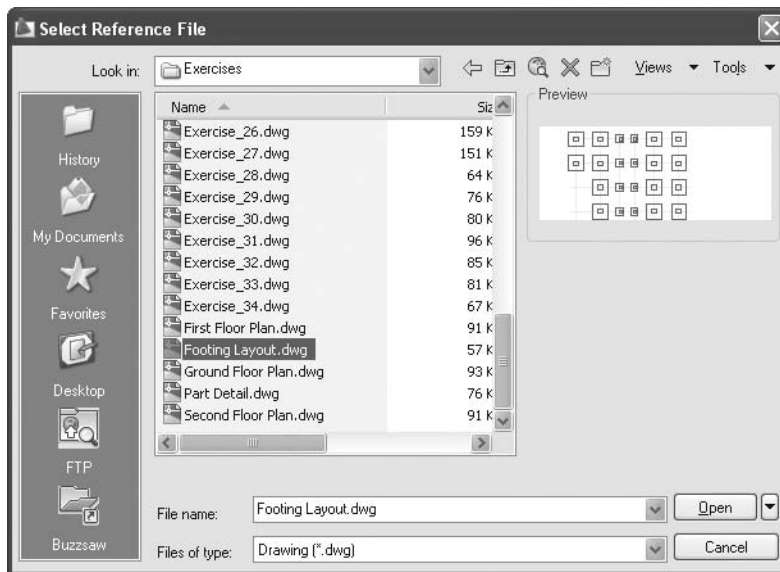 Select Reference File
Look in: Exercises Views Tools
History
My Documents
Favorites
Desktop
FTP
Buzzsaw
Name Siz
Exercise_26.dwg 159 K
Exercise_27.dwg 151 K
Exercise_28.dwg 64 K
Exercise_29.dwg 76 K
Exercise_30.dwg 80 K
Exercise_31.dwg 96 K
Exercise_32.dwg 85 K
Exercise_33.dwg 81 K
Exercise_34.dwg 67 K
First Floor Plan.dwg 91 K
Footing Layout.dwg 57 K
Ground Floor Plan.dwg 93 K
Part Detail.dwg 76 K
Second Floor Plan.dwg 91 K
Preview
File name: Footing Layout.dwg Open
Files of type: Drawing (*.dwg) Cancel